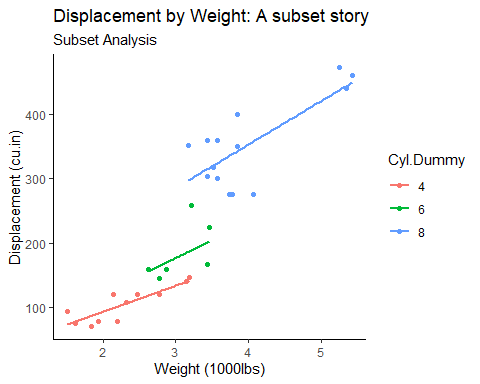 Displacement by Weight: A subset story
Subset Analysis
Displacement (cu.in)
400
300
200
100
2 3 4 5
Weight (1000lbs)
Cyl.Dummy
4
6
8